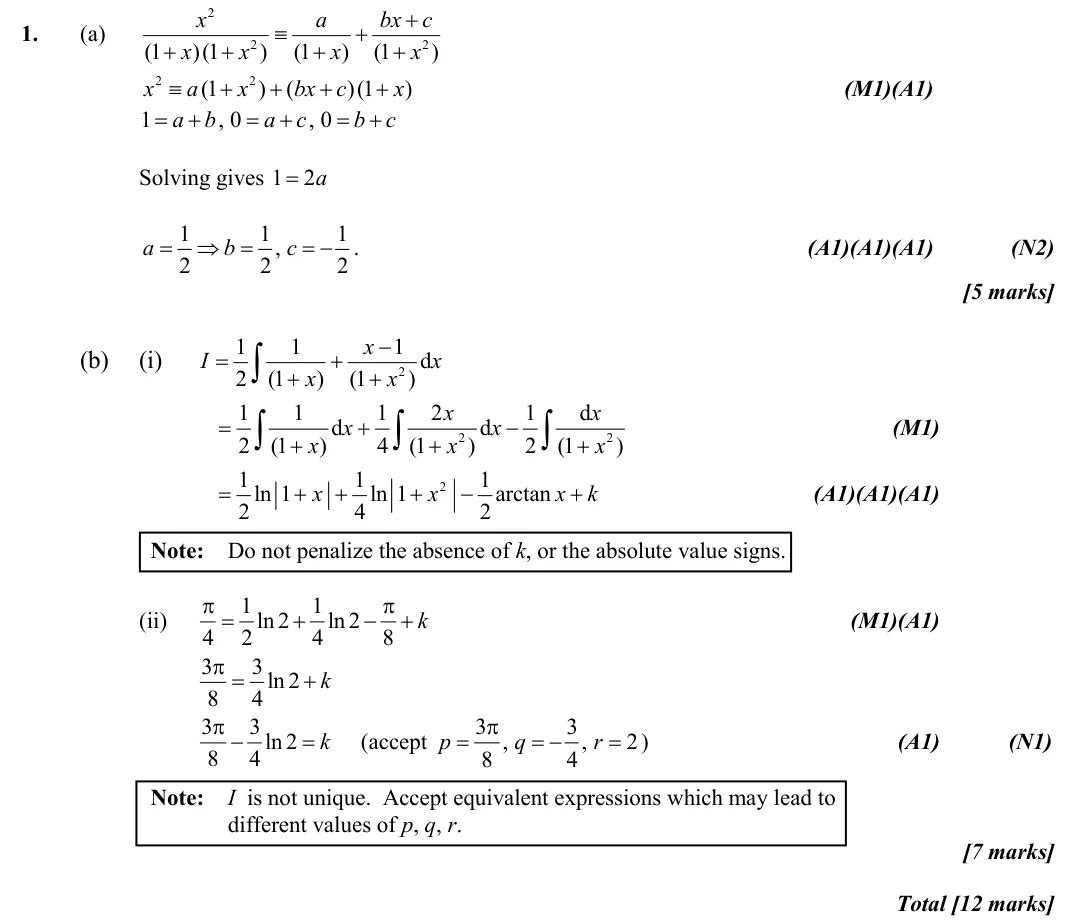 1. (a) x²/((1+x)(1+x²)) ≡ a/(1+x) + (bx+c)/(1+x²)
x² ≡ a(1+x²)+(bx+c)(1+x) (M1)(A1)
1=a+b, 0=a+c, 0=b+c
Solving gives 1=2a
a=1/2 ⇒ b=1/2, c=−1/2. (A1)(A1)(A1) (N2)
[5 marks]
(b) (i) I = 1/2 ∫ 1/(1+x) + (x−1)/(1+x²) dx
= 1/2 ∫ 1/(1+x) dx + 1/4 ∫ 2x/(1+x²) dx − 1/2 ∫ dx/(1+x²) (M1)
= 1/2 ln|1+x| + 1/4 ln|1+x²| − 1/2 arctan x + k (A1)(A1)(A1)
Note: Do not penalize the absence of k, or the absolute value signs.
(ii) π/4 = 1/2 ln 2 + 1/4 ln 2 − π/8 + k (M1)(A1)
3π/8 = 3/4 ln 2 + k
3π/8 − 3/4 ln 2 = k (accept p = 3π/8, q = −3/4, r = 2) (A1) (N1)
Note: I is not unique. Accept equivalent expressions which may lead to
different values of p, q, r.
[7 marks]
Total [12 marks]